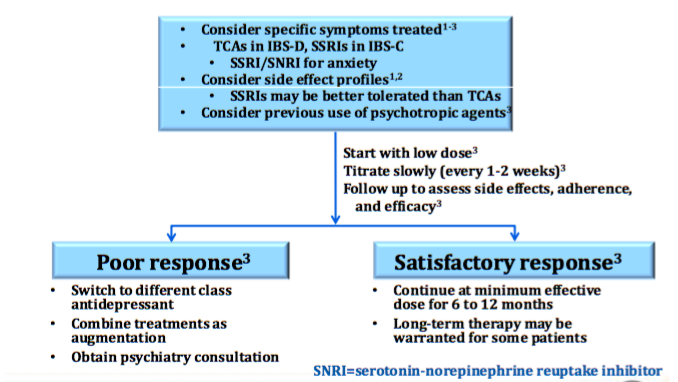 • Consider specific symptoms treated¹⁻³
• TCAs in IBS-D, SSRIs in IBS-C
• SSRI/SNRI for anxiety
• Consider side effect profiles¹,²
• SSRIs may be better tolerated than TCAs
• Consider previous use of psychotropic agents³
Start with low dose³
Titrate slowly (every 1-2 weeks)³
Follow up to assess side effects, adherence,
and efficacy³
Poor response³
• Switch to different class
antidepressant
• Combine treatments as
augmentation
• Obtain psychiatry consultation
Satisfactory response³
• Continue at minimum effective
dose for 6 to 12 months
• Long-term therapy may be
warranted for some patients
SNRI=serotonin-norepinephrine reuptake inhibitor